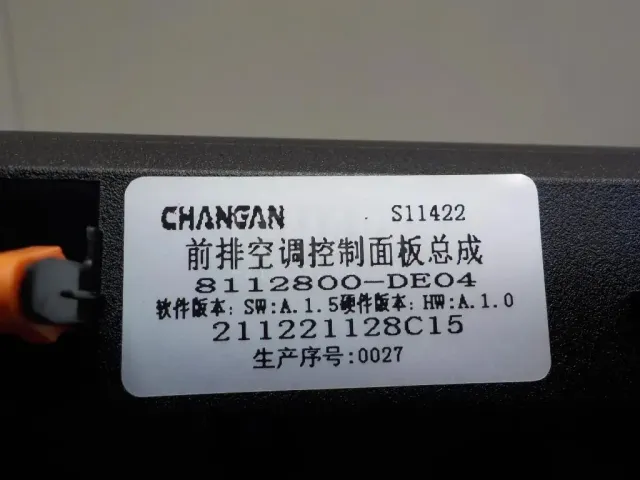 CHANGAN S11422
前排空调控制面板总成
8112800-DE04
软件版本: SW:A.1.5硬件版本: HW:A.1.0
211221128C15
生产序号:0027